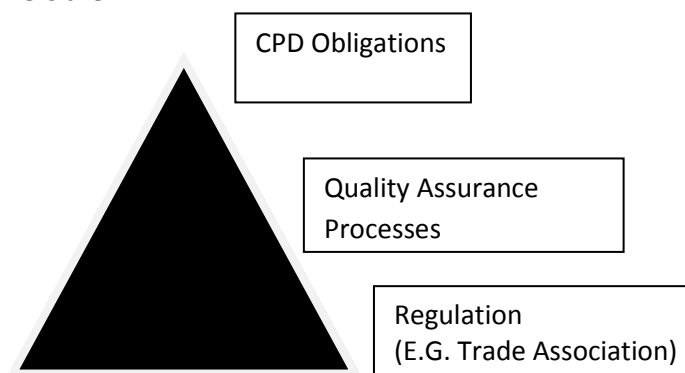 CPD Obligations
Quality Assurance
Processes
Regulation
(E.G. Trade Association)